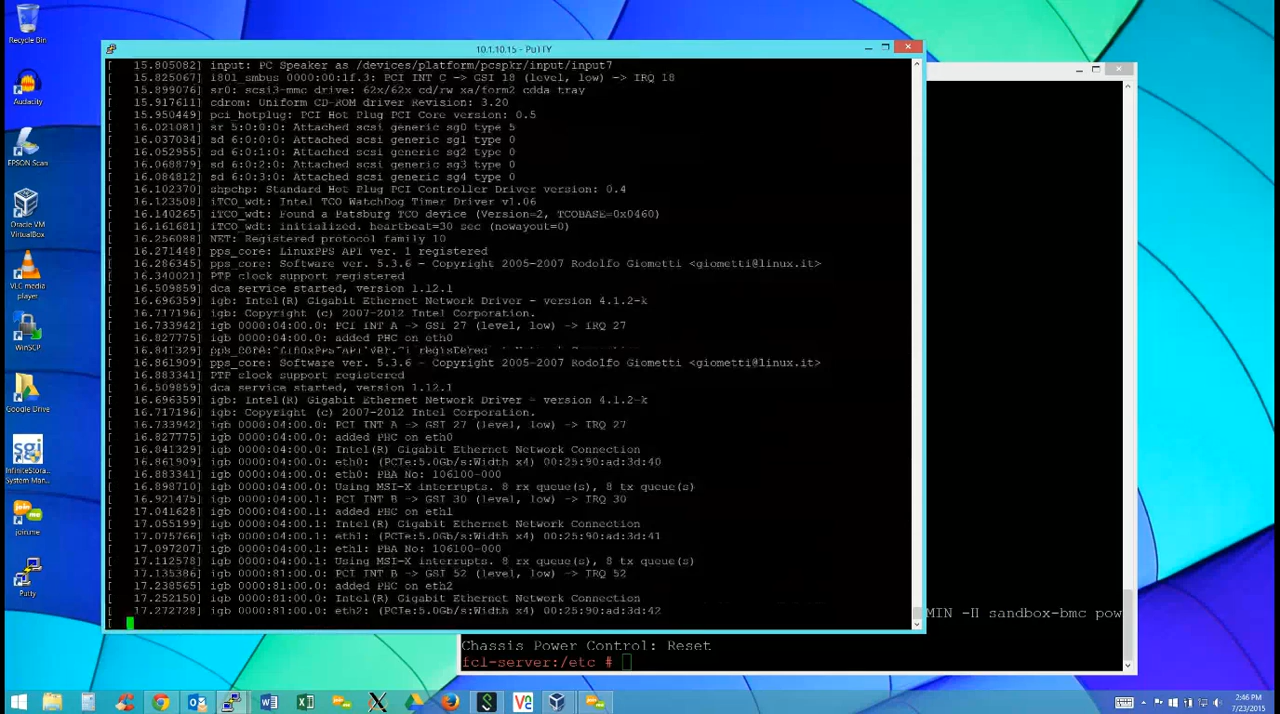 Recycle Bin
Audacity
EPSON Scan
Oracle VM
VirtualBox
VLC media
player
WinSCP
Google Drive
sgi
InfiniteStora...
System Man...
join.me
Putty
10.1.10.15 - PuTTY
[   15.805082] input: PC Speaker as /devices/platform/pcspkr/input/input7
[   15.825067] i801_smbus 0000:00:1f.3: PCI INT C -> GSI 18 (level, low) -> IRQ 18
[   15.899076] sr0: scsi3-mmc drive: 62x/62x cd/rw xa/form2 cdda tray
[   15.917611] cdrom: Uniform CD-ROM driver Revision: 3.20
[   15.950449] pci_hotplug: PCI Hot Plug PCI Core version: 0.5
[   16.021081] sr 5:0:0:0: Attached scsi generic sg0 type 5
[   16.037034] sd 6:0:0:0: Attached scsi generic sg1 type 0
[   16.052955] sd 6:0:1:0: Attached scsi generic sg2 type 0
[   16.068879] sd 6:0:2:0: Attached scsi generic sg3 type 0
[   16.084812] sd 6:0:3:0: Attached scsi generic sg4 type 0
[   16.102370] shpchp: Standard Hot Plug PCI Controller Driver version: 0.4
[   16.123508] iTCO_wdt: Intel TCO WatchDog Timer Driver v1.06
[   16.140265] iTCO_wdt: Found a Patsburg TCO device (Version=2, TCOBASE=0x0460)
[   16.161681] iTCO_wdt: initialized. heartbeat=30 sec (nowayout=0)
[   16.256088] NET: Registered protocol family 10
[   16.271448] pps_core: LinuxPPS API ver. 1 registered
[   16.286345] pps_core: Software ver. 5.3.6 - Copyright 2005-2007 Rodolfo Giometti <giometti@linux.it>
[   16.340021] PTP clock support registered
[   16.509859] dca service started, version 1.12.1
[   16.696359] igb: Intel(R) Gigabit Ethernet Network Driver - version 4.1.2-k
[   16.717196] igb: Copyright (c) 2007-2012 Intel Corporation.
[   16.733942] igb 0000:04:00.0: PCI INT A -> GSI 27 (level, low) -> IRQ 27
[   16.827775] igb 0000:04:00.0: added PHC on eth0
[   16.841329] pps_core: LinuxPPS API ver. 1 registered
[   16.861909] pps_core: Software ver. 5.3.6 - Copyright 2005-2007 Rodolfo Giometti <giometti@linux.it>
[   16.883341] PTP clock support registered
[   16.509859] dca service started, version 1.12.1
[   16.696359] igb: Intel(R) Gigabit Ethernet Network Driver - version 4.1.2-k
[   16.717196] igb: Copyright (c) 2007-2012 Intel Corporation.
[   16.733942] igb 0000:04:00.0: PCI INT A -> GSI 27 (level, low) -> IRQ 27
[   16.827775] igb 0000:04:00.0: added PHC on eth0
[   16.841329] igb 0000:04:00.0: Intel(R) Gigabit Ethernet Network Connection
[   16.861909] igb 0000:04:00.0: eth0: (PCIe:5.0Gb/s:Width x4) 00:25:90:ad:3d:40
[   16.883341] igb 0000:04:00.0: eth0: PBA No: 106100-000
[   16.898710] igb 0000:04:00.0: Using MSI-X interrupts. 8 rx queue(s), 8 tx queue(s)
[   16.921475] igb 0000:04:00.1: PCI INT B -> GSI 30 (level, low) -> IRQ 30
[   17.041628] igb 0000:04:00.1: added PHC on eth1
[   17.055199] igb 0000:04:00.1: Intel(R) Gigabit Ethernet Network Connection
[   17.075766] igb 0000:04:00.1: eth1: (PCIe:5.0Gb/s:Width x4) 00:25:90:ad:3d:41
[   17.097207] igb 0000:04:00.1: eth1: PBA No: 106100-000
[   17.112578] igb 0000:04:00.1: Using MSI-X interrupts. 8 rx queue(s), 8 tx queue(s)
[   17.135386] igb 0000:81:00.0: PCI INT B -> GSI 52 (level, low) -> IRQ 52
[   17.238565] igb 0000:81:00.0: added PHC on eth2
[   17.252150] igb 0000:81:00.0: Intel(R) Gigabit Ethernet Network Connection
[   17.272728] igb 0000:81:00.0: eth2: (PCIe:5.0Gb/s:Width x4) 00:25:90:ad:3d:42
[
MIN -H sandbox-bmc pow
Chassis Power Control: Reset
fcl-server:/etc #
2:46 PM
7/23/2015